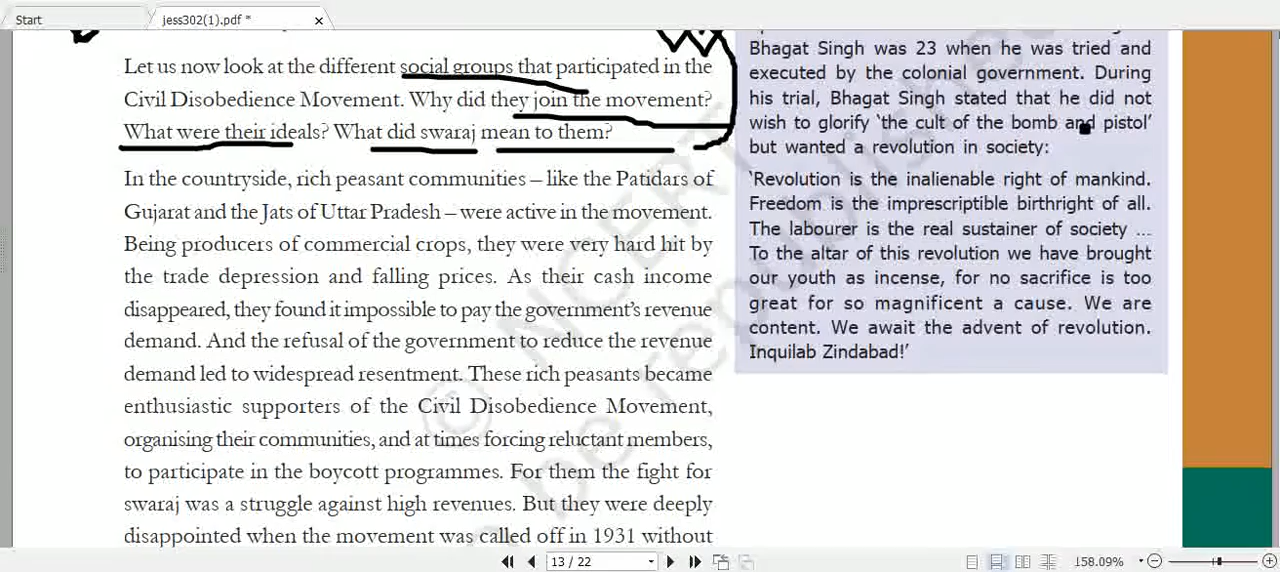 Start
jess302(1).pdf *
Let us now look at the different social groups that participated in the
Civil Disobedience Movement. Why did they join the movement?
What were their ideals? What did swaraj mean to them?
In the countryside, rich peasant communities – like the Patidars of
Gujarat and the Jats of Uttar Pradesh – were active in the movement.
Being producers of commercial crops, they were very hard hit by
the trade depression and falling prices. As their cash income
disappeared, they found it impossible to pay the government's revenue
demand. And the refusal of the government to reduce the revenue
demand led to widespread resentment. These rich peasants became
enthusiastic supporters of the Civil Disobedience Movement,
organising their communities, and at times forcing reluctant members,
to participate in the boycott programmes. For them the fight for
swaraj was a struggle against high revenues. But they were deeply
disappointed when the movement was called off in 1931 without
Bhagat Singh was 23 when he was tried and
executed by the colonial government. During
his trial, Bhagat Singh stated that he did not
wish to glorify 'the cult of the bomb and pistol'
but wanted a revolution in society:
'Revolution is the inalienable right of mankind.
Freedom is the imprescriptible birthright of all.
The labourer is the real sustainer of society ...
To the altar of this revolution we have brought
our youth as incense, for no sacrifice is too
great for so magnificent a cause. We are
content. We await the advent of revolution.
Inquilab Zindabad!'
© NCERT
be republished
13 / 22
158.09%